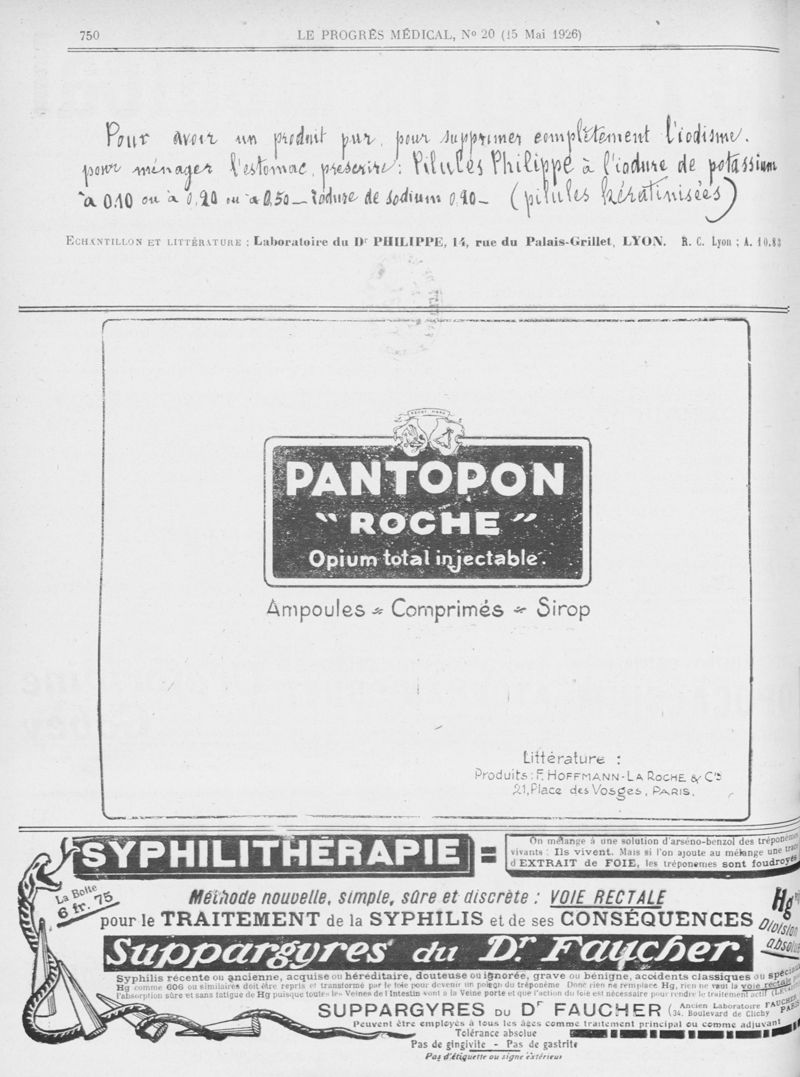 750
LE PROGRÈS MÉDICAL, No 20 (15 Mai 1926)
Pour avoir un produit pur, pour supprimer complètement l'iodisme.
pour ménager l'estomac, prescrire : Pilules Philippe à l'iodure de potassium
à 0.10 ou à 0,20 ou à 0,50 — iodure de sodium 0,20 — (pilules kératinisées)
ECHANTILLON ET LITTÉRATURE : Laboratoire du Dr PHILIPPE, 14, rue du Palais-Grillet, LYON. R. C. Lyon ; A. 10.83
PANTOPON
"ROCHE"
Opium total injectable.
Ampoules - Comprimés - Sirop
Littérature :
Produits : F. HOFFMANN-LA ROCHE & Cie
21, Place des Vosges, PARIS.
SYPHILITHÉRAPIE =
On mélange à une solution d'arséno-benzol des tréponèmes
vivants : Ils vivent. Mais si l'on ajoute au mélange une trace
d'EXTRAIT de FOIE, les tréponèmes sont foudroyés
La Boîte
6 fr. 75
Méthode nouvelle, simple, sûre et discrète : VOIE RECTALE
pour le TRAITEMENT de la SYPHILIS et de ses CONSÉQUENCES
Hg
Division
absolue
Suppargyres du Dr Faucher.
Syphilis récente ou ancienne, acquise ou héréditaire, douteuse ou ignorée, grave ou bénigne, accidents classiques ou
Hg comme 606 ou similaires doit être repris et transformé par le foie pour devenir un poison du tréponème Donc rien ne remplace Hg, rien ne vaut la voie rectale
l'absorption sûre et sans fatigue de Hg puisque toutes les Veines de l'Intestin vont à la Veine porte et que l'action du foie est nécessaire pour rendre le traitement actif
SUPPARGYRES DU Dr FAUCHER (Ancien Laboratoire FAUCHER
34, Boulevard de Clichy PARIS
Peuvent être employés à tous les âges comme traitement principal ou comme adjuvant
Tolérance absolue
Pas de gingivite - Pas de gastrite
Pas d'étiquette ou signe extérieur